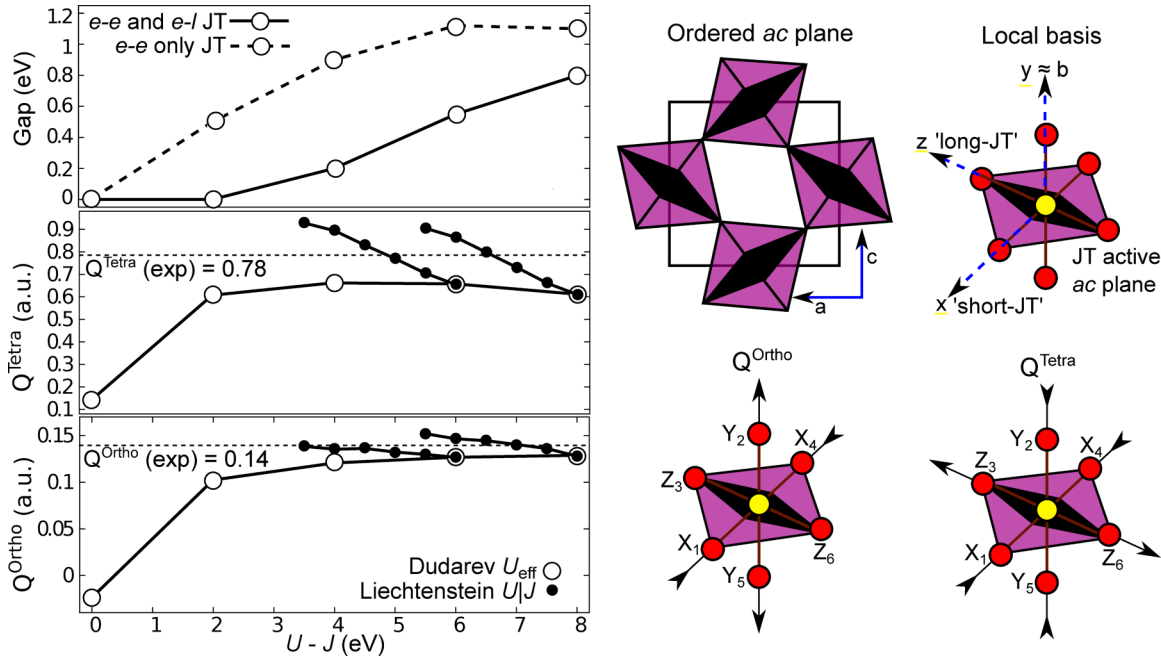 e-e and e-l JT
e-e only JT
Gap (eV)
1.2
1.0
0.8
0.6
0.4
0.2
0
Q^Tetra (a.u.)
0.9
0.8
0.7
0.6
0.5
0.4
0.3
0.2
0.1
Q^Tetra (exp) = 0.78
Q^Ortho (a.u.)
0.15
0.10
0.05
0
Q^Ortho (exp) = 0.14
Dudarev U_eff
Liechtenstein U|J
0 1 2 3 4 5 6 7 8
U - J (eV)
Ordered ac plane
c
a
Local basis
y ≈ b
z 'long-JT'
JT active
ac plane
x 'short-JT'
Q^Ortho
Y2
X4
Z3
X1
Z6
Y5
Q^Tetra
Y2
X4
Z3
X1
Z6
Y5